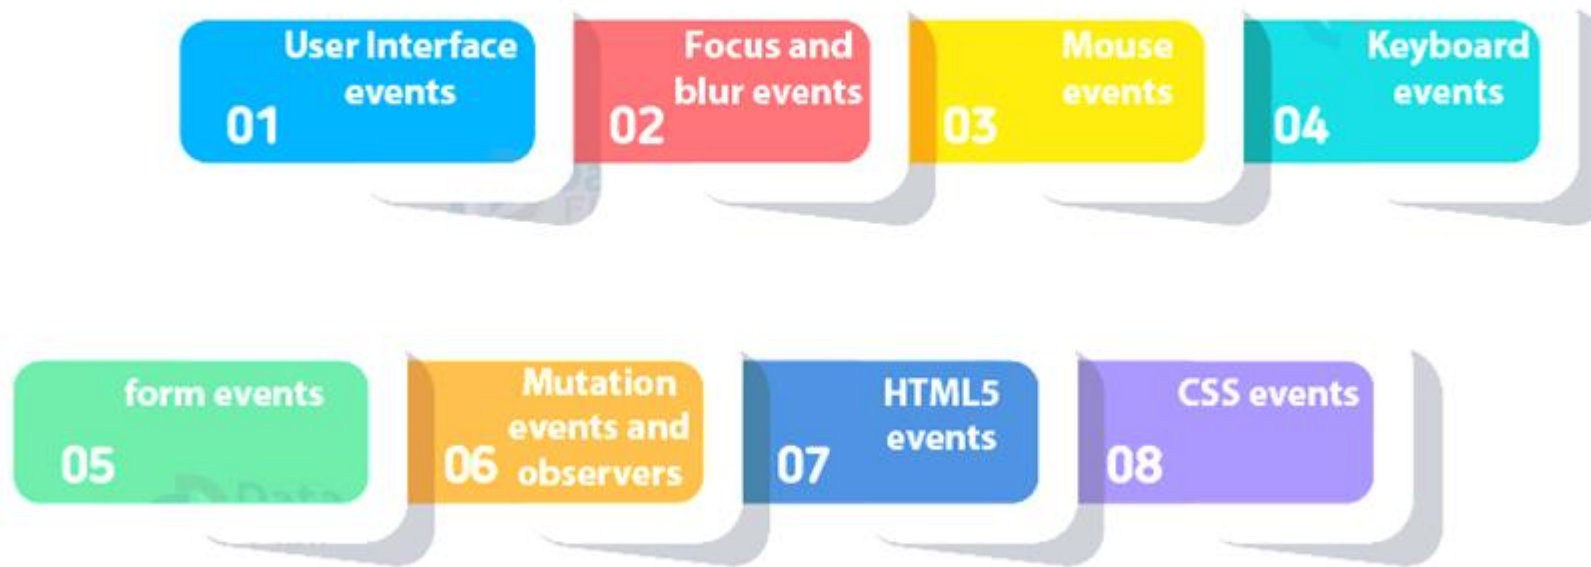 User Interface
events
01
Focus and
blur events
02
Mouse
events
03
Keyboard
events
04
form events
05
Mutation
events and
observers
06
HTML5
events
07
CSS events
08
Data